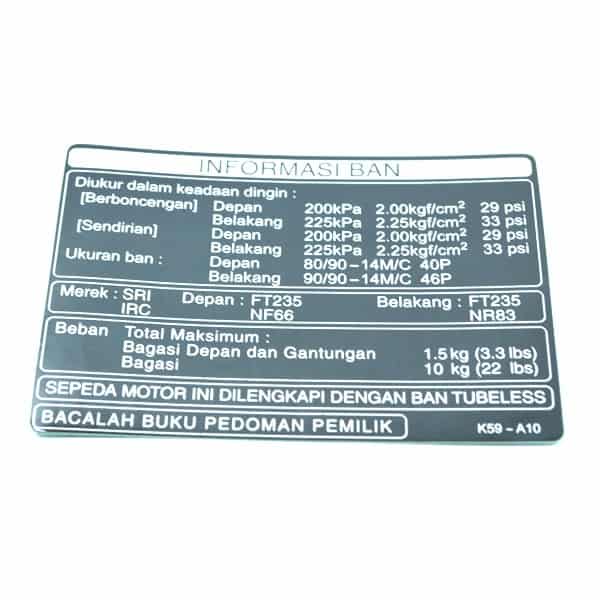 INFORMASI BAN
Diukur dalam keadaan dingin :
[Berboncengan] Depan 200kPa 2.00kgf/cm² 29 psi
Belakang 225kPa 2.25kgf/cm² 33 psi
[Sendirian] Depan 200kPa 2.00kgf/cm² 29 psi
Belakang 225kPa 2.25kgf/cm² 33 psi
Ukuran ban : Depan 80/90-14M/C 40P
Belakang 90/90-14M/C 46P
Merek : SRI Depan : FT235 Belakang : FT235
IRC NF66 NR83
Beban Total Maksimum :
Bagasi Depan dan Gantungan 1.5 kg (3.3 lbs)
Bagasi 10 kg (22 lbs)
SEPEDA MOTOR INI DILENGKAPI DENGAN BAN TUBELESS
BACALAH BUKU PEDOMAN PEMILIK K59-A10